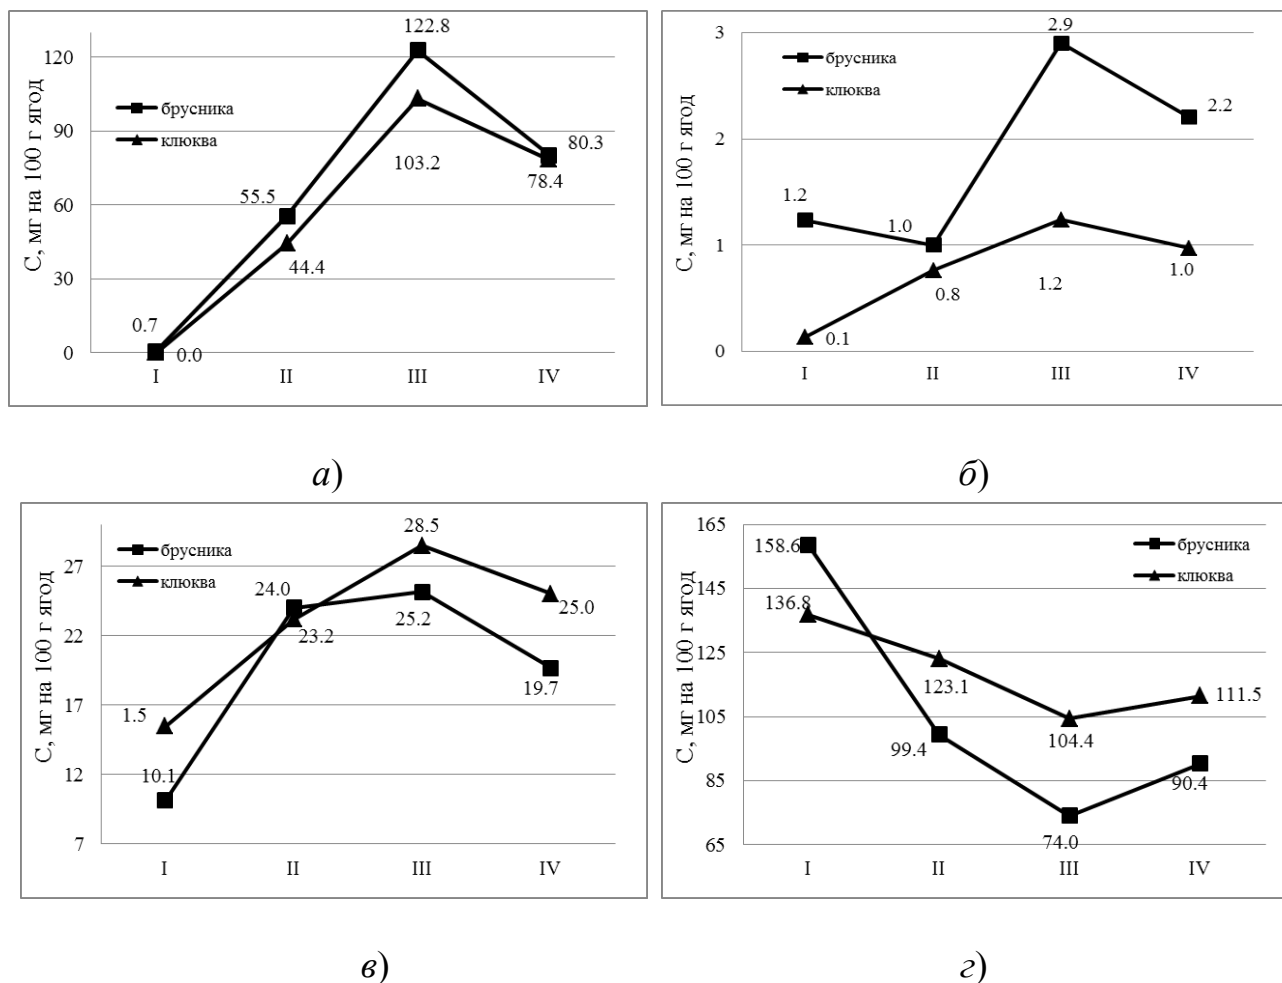 122.8
120
брусника
клюква
90
103.2
80.3
78.4
60
55.5
44.4
30
0.7
0
0.0
I II III IV
С, мг на 100 г ягод
а)
3
2.9
брусника
клюква
2.2
2
1.2
1.0
1
0.8
1.2
1.0
0.1
0
I II III IV
С, мг на 100 г ягод
б)
28.5
брусника
27
клюква
24.0
25.0
23.2
25.2
22
19.7
17
1.5
12
10.1
7
I II III IV
С, мг на 100 г ягод
в)
165
158.6
брусника
клюква
145
136.8
125
123.1
111.5
105
104.4
99.4
90.4
85
74.0
65
I II III IV
С, мг на 100 г ягод
г)